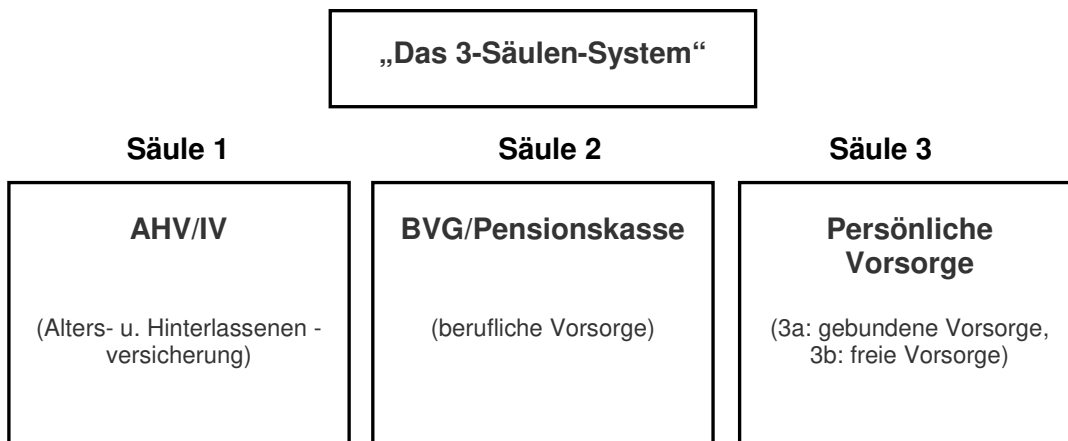 „Das 3-Säulen-System“
Säule 1
Säule 2
Säule 3
AHV/IV
(Alters- u. Hinterlassenen -
versicherung)
BVG/Pensionskasse
(berufliche Vorsorge)
Persönliche
Vorsorge
(3a: gebundene Vorsorge,
3b: freie Vorsorge)